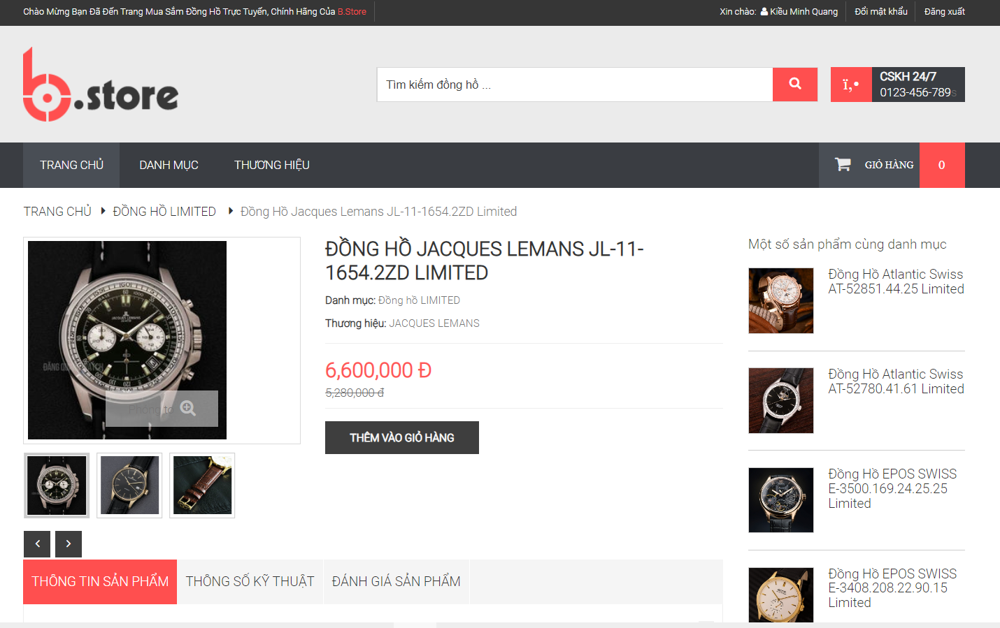 Chào Mừng Bạn Đã Đến Trang Mua Sắm Đồng Hồ Trực Tuyến, Chính Hãng Của B.Store
Xin chào: Kiều Minh Quang
Đổi mật khẩu
Đăng xuất
b.store
Tìm kiếm đồng hồ ...
ï‚•
CSKH 24/7
0123-456-789s
TRANG CHỦ
DANH MỤC
THƯƠNG HIỆU
GIỎ HÀNG
0
TRANG CHỦ
ĐỒNG HỒ LIMITED
Đồng Hồ Jacques Lemans JL-11-1654.2ZD Limited
JACQUES LEMANS
Phóng to
ĐỒNG HỒ JACQUES LEMANS JL-11-
1654.2ZD LIMITED
Danh mục: Đồng hồ LIMITED
Thương hiệu: JACQUES LEMANS
6,600,000 Đ
5,280,000 đ
THÊM VÀO GIỎ HÀNG
Một số sản phẩm cùng danh mục
Đồng Hồ Atlantic Swiss
AT-52851.44.25 Limited
Đồng Hồ Atlantic Swiss
AT-52780.41.61 Limited
Đồng Hồ EPOS SWISS
E-3500.169.24.25.25
Limited
Đồng Hồ EPOS SWISS
E-3408.208.22.90.15
Limited
THÔNG TIN SẢN PHẨM
THÔNG SỐ KỸ THUẬT
ĐÁNH GIÁ SẢN PHẨM